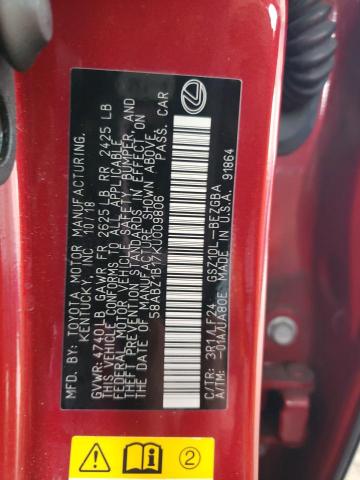 MFD. BY: TOYOTA MOTOR MANUFACTURING
KENTUCKY, INC. 10/18
GVWR: 4740 LB GAWR FR 2625 LB RR 2425 LB
THIS VEHICLE CONFORMS TO ALL APPLICABLE
FEDERAL MOTOR VEHICLE SAFETY, BUMPER, AND
THEFT PREVENTION STANDARDS IN EFFECT ON
THE DATE OF MANUFACTURE SHOWN ABOVE.
58ABZ1B17KU009806 PASS. CAR
C/TR: 3R1/LF24 GSZ10L-BEZGBA
A/TM: -01A/UA80E MADE IN U.S.A. 91864
2